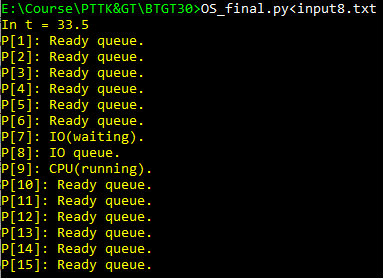 E:\Course\PTTK&GT\BTGT30>OS_final.py<input8.txt
In t = 33.5
P[1]: Ready queue.
P[2]: Ready queue.
P[3]: Ready queue.
P[4]: Ready queue.
P[5]: Ready queue.
P[6]: Ready queue.
P[7]: IO(waiting).
P[8]: IO queue.
P[9]: CPU(running).
P[10]: Ready queue.
P[11]: Ready queue.
P[12]: Ready queue.
P[13]: Ready queue.
P[14]: Ready queue.
P[15]: Ready queue.